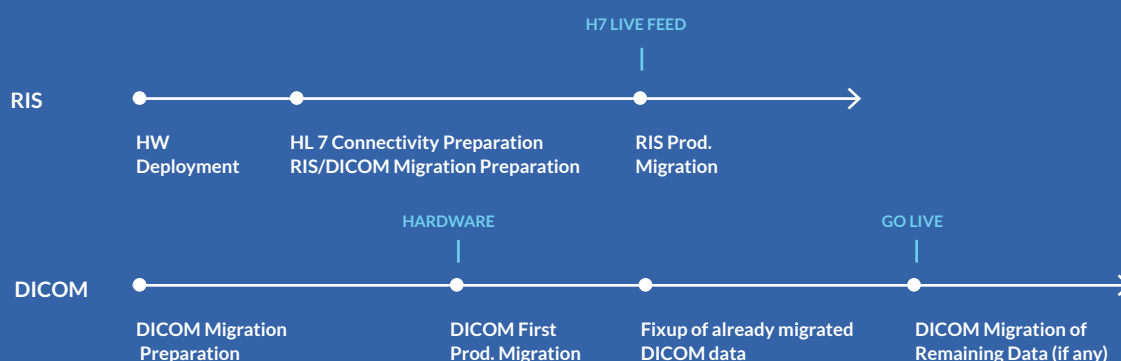 H7 LIVE FEED
RIS
HW
Deployment
HL 7 Connectivity Preparation
RIS/DICOM Migration Preparation
RIS Prod.
Migration
HARDWARE
GO LIVE
DICOM
DICOM Migration
Preparation
DICOM First
Prod. Migration
Fixup of already migrated
DICOM data
DICOM Migration of
Remaining Data (if any)